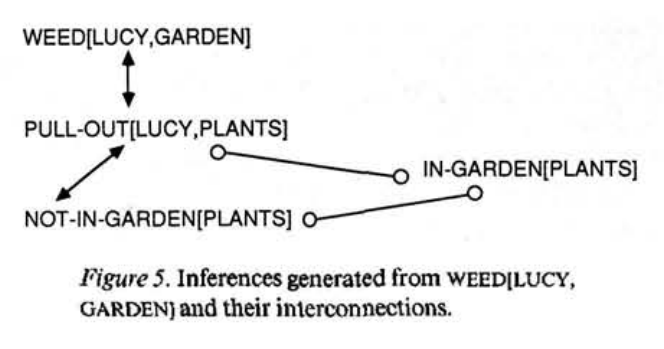 WEED[LUCY,GARDEN]
PULL-OUT[LUCY,PLANTS]
IN-GARDEN[PLANTS]
NOT-IN-GARDEN[PLANTS]
Figure 5. Inferences generated from WEED[LUCY,
GARDEN] and their interconnections.